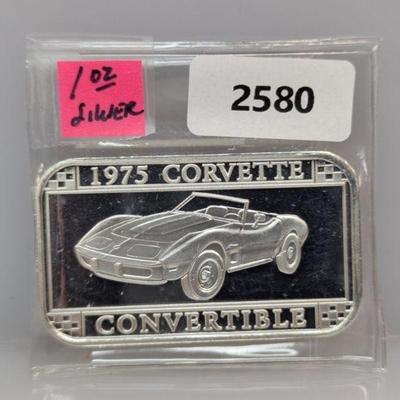 1 oz
SILVER
2580
1975 CORVETTE
CONVERTIBLE